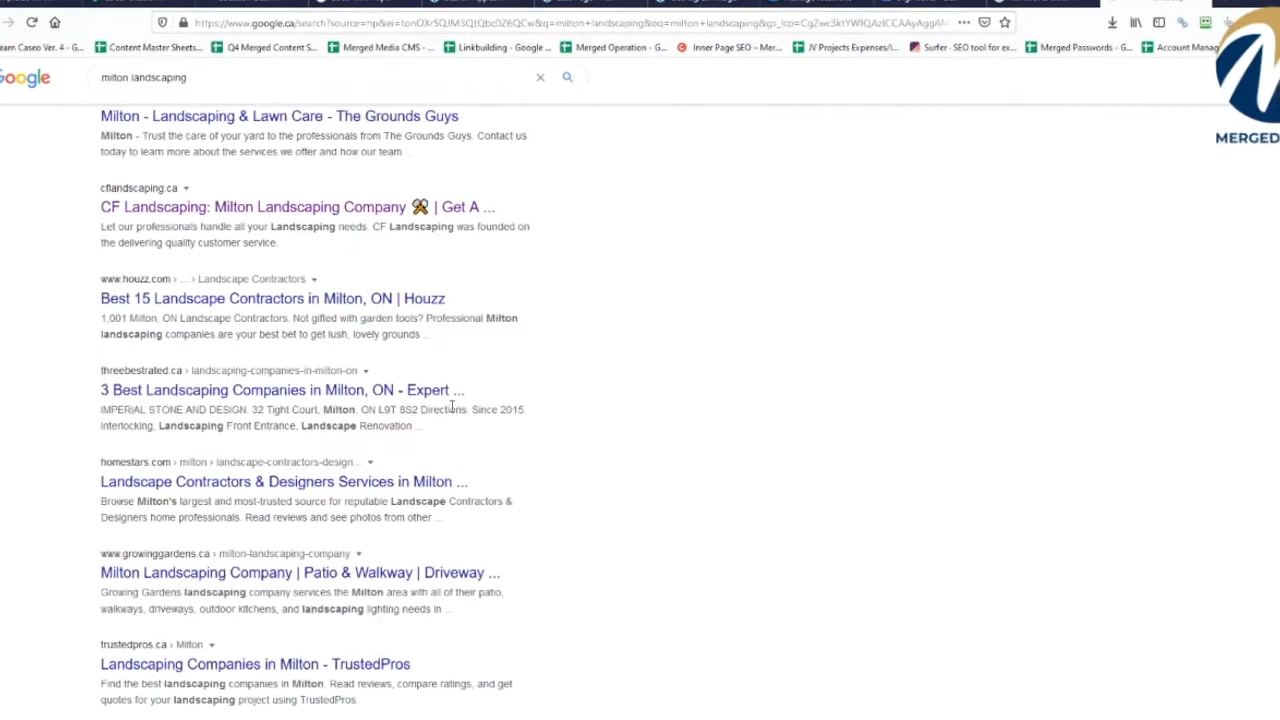 https://www.google.ca/search?source=hp&ei=
eam Caseo Ver. 4 - G... Content Master Sheets... Q4 Merged Content S... Merged Media CMS - ... Linkbuilding - Google ... Merged Operation - G... Inner Page SEO – Mer... JV Projects Expenses/I... Surfer - SEO tool for ex... Merged Passwords - G... Account Manag
Google milton landscaping
MERGED
Milton - Landscaping & Lawn Care - The Grounds Guys
Milton - Trust the care of your yard to the professionals from The Grounds Guys. Contact us
today to learn more about the services we offer and how our team ...
cflandscaping.ca
CF Landscaping: Milton Landscaping Company | Get A ...
Let our professionals handle all your Landscaping needs. CF Landscaping was founded on
the delivering quality customer service.
www.houzz.com › ... › Landscape Contractors
Best 15 Landscape Contractors in Milton, ON | Houzz
1,001 Milton, ON Landscape Contractors. Not gifted with garden tools? Professional Milton
landscaping companies are your best bet to get lush, lovely grounds ...
threebestrated.ca › landscaping-companies-in-milton-on
3 Best Landscaping Companies in Milton, ON - Expert ...
IMPERIAL STONE AND DESIGN. 32 Tight Court, Milton, ON L9T 8S2 Directions. Since 2015.
Interlocking, Landscaping Front Entrance, Landscape Renovation ...
homestars.com › milton › landscape-contractors-design...
Landscape Contractors & Designers Services in Milton ...
Browse Milton's largest and most-trusted source for reputable Landscape Contractors &
Designers home professionals. Read reviews and see photos from other ...
www.growinggardens.ca › milton-landscaping-company
Milton Landscaping Company | Patio & Walkway | Driveway ...
Growing Gardens landscaping company services the Milton area with all of their patio,
walkways, driveways, outdoor kitchens, and landscaping lighting needs in ...
trustedpros.ca › Milton
Landscaping Companies in Milton - TrustedPros
Find the best landscaping companies in Milton. Read reviews, compare ratings, and get
quotes for your landscaping project using TrustedPros.